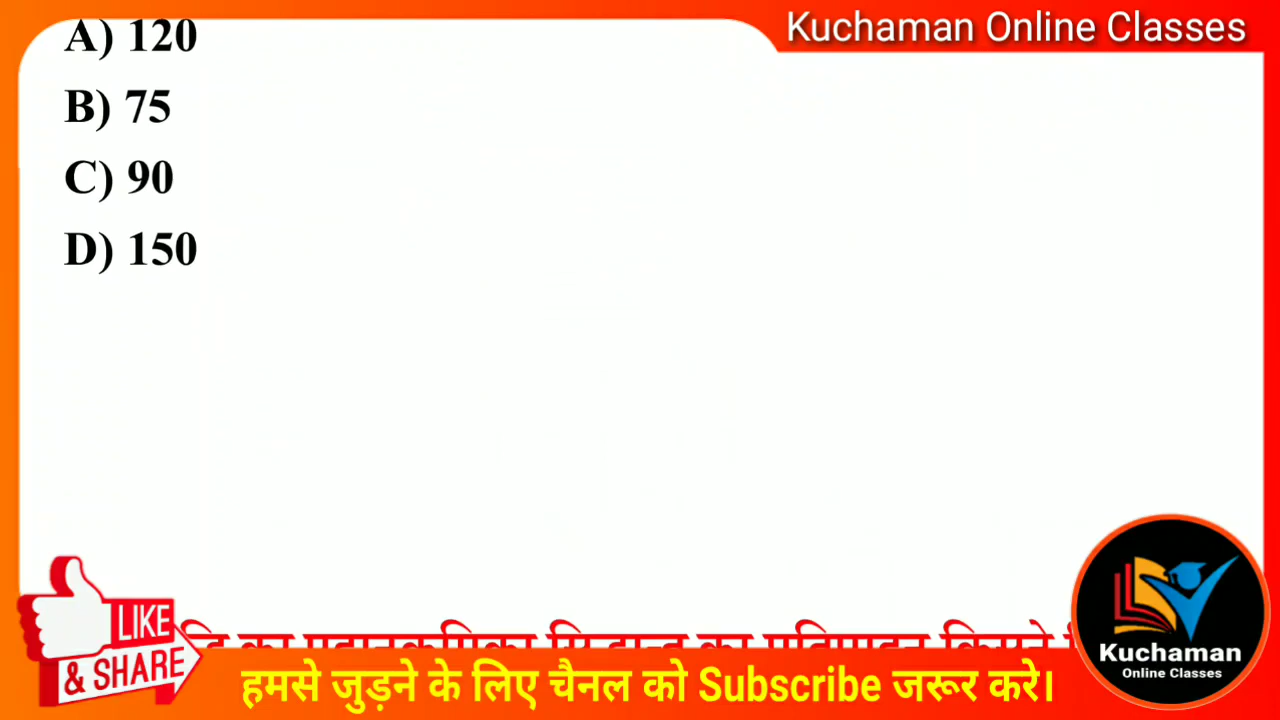 Kuchaman Online Classes
A) 120
B) 75
C) 90
D) 150
LIKE
& SHARE
हमसे जुड़ने के लिए चैनल को Subscribe जरूर करे।
Kuchaman
Online Classes